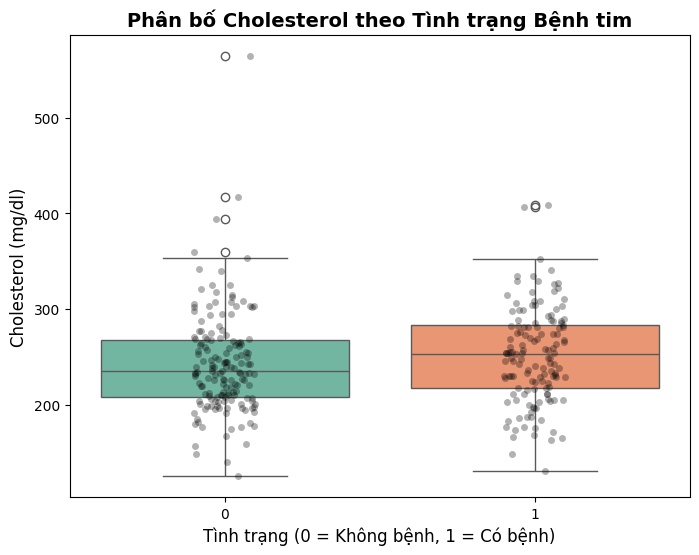 Phân bố Cholesterol theo Tình trạng Bệnh tim
Cholesterol (mg/dl)
500
400
300
200
0
1
Tình trạng (0 = Không bệnh, 1 = Có bệnh)